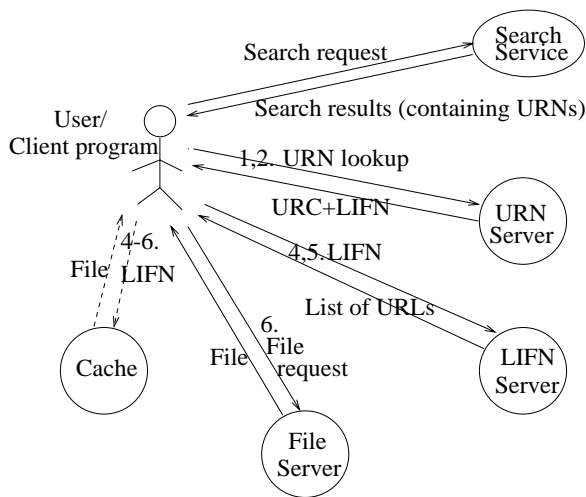 Search
Service
Search request
Search results (containing URNs)
User/
Client program
1,2. URN lookup
URC+LIFN
URN
Server
4-6.
File
LIFN
4,5. LIFN
List of URLs
6.
File
File
request
Cache
LIFN
Server
File
Server